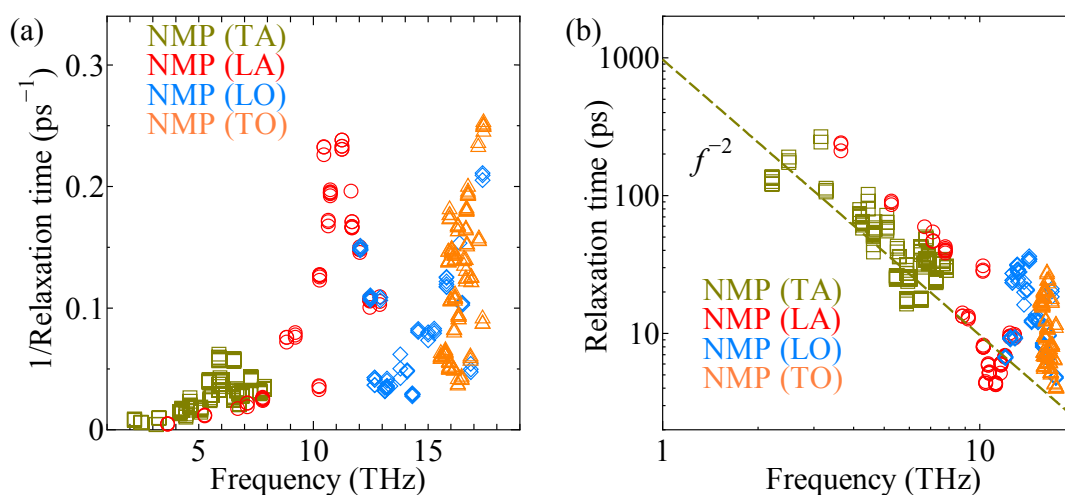 (a)
NMP (TA)
NMP (LA)
NMP (LO)
NMP (TO)
1/Relaxation time (ps⁻¹)
0.3
0.2
0.1
0
5
10
15
Frequency (THz)
(b)
1000
100
10
f⁻²
Relaxation time (ps)
NMP (TA)
NMP (LA)
NMP (LO)
NMP (TO)
1
10
Frequency (THz)